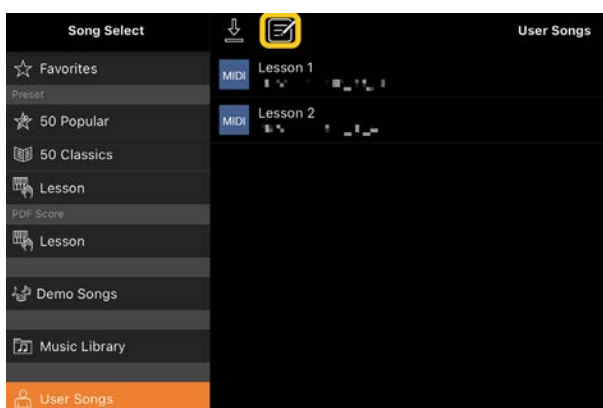 Song Select
User Songs
Favorites
Preset
50 Popular
50 Classics
Lesson
PDF Score
Lesson
Demo Songs
Music Library
User Songs
MIDI
Lesson 1
MIDI
Lesson 2